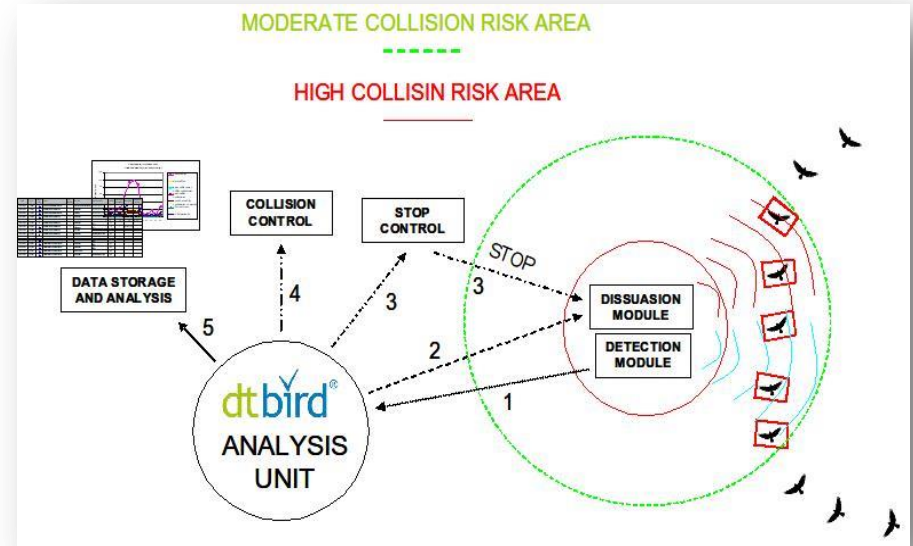 MODERATE COLLISION RISK AREA
HIGH COLLISIN RISK AREA
COLLISION
CONTROL
STOP
CONTROL
STOP
DATA STORAGE
AND ANALYSIS
DISSUASION
MODULE
DETECTION
MODULE
5
4
3
3
2
1
dtbird®
ANALYSIS
UNIT